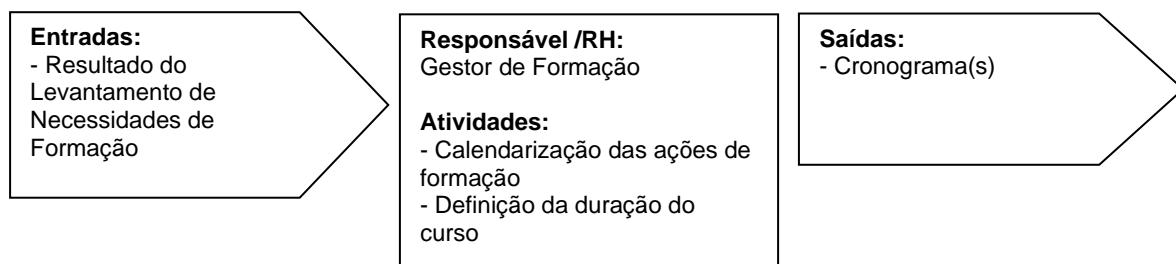 Entradas:
- Resultado do
Levantamento de
Necessidades de
Formação
Responsável /RH:
Gestor de Formação
Atividades:
- Calendarização das ações de
formação
- Definição da duração do
curso
Saídas:
- Cronograma(s)